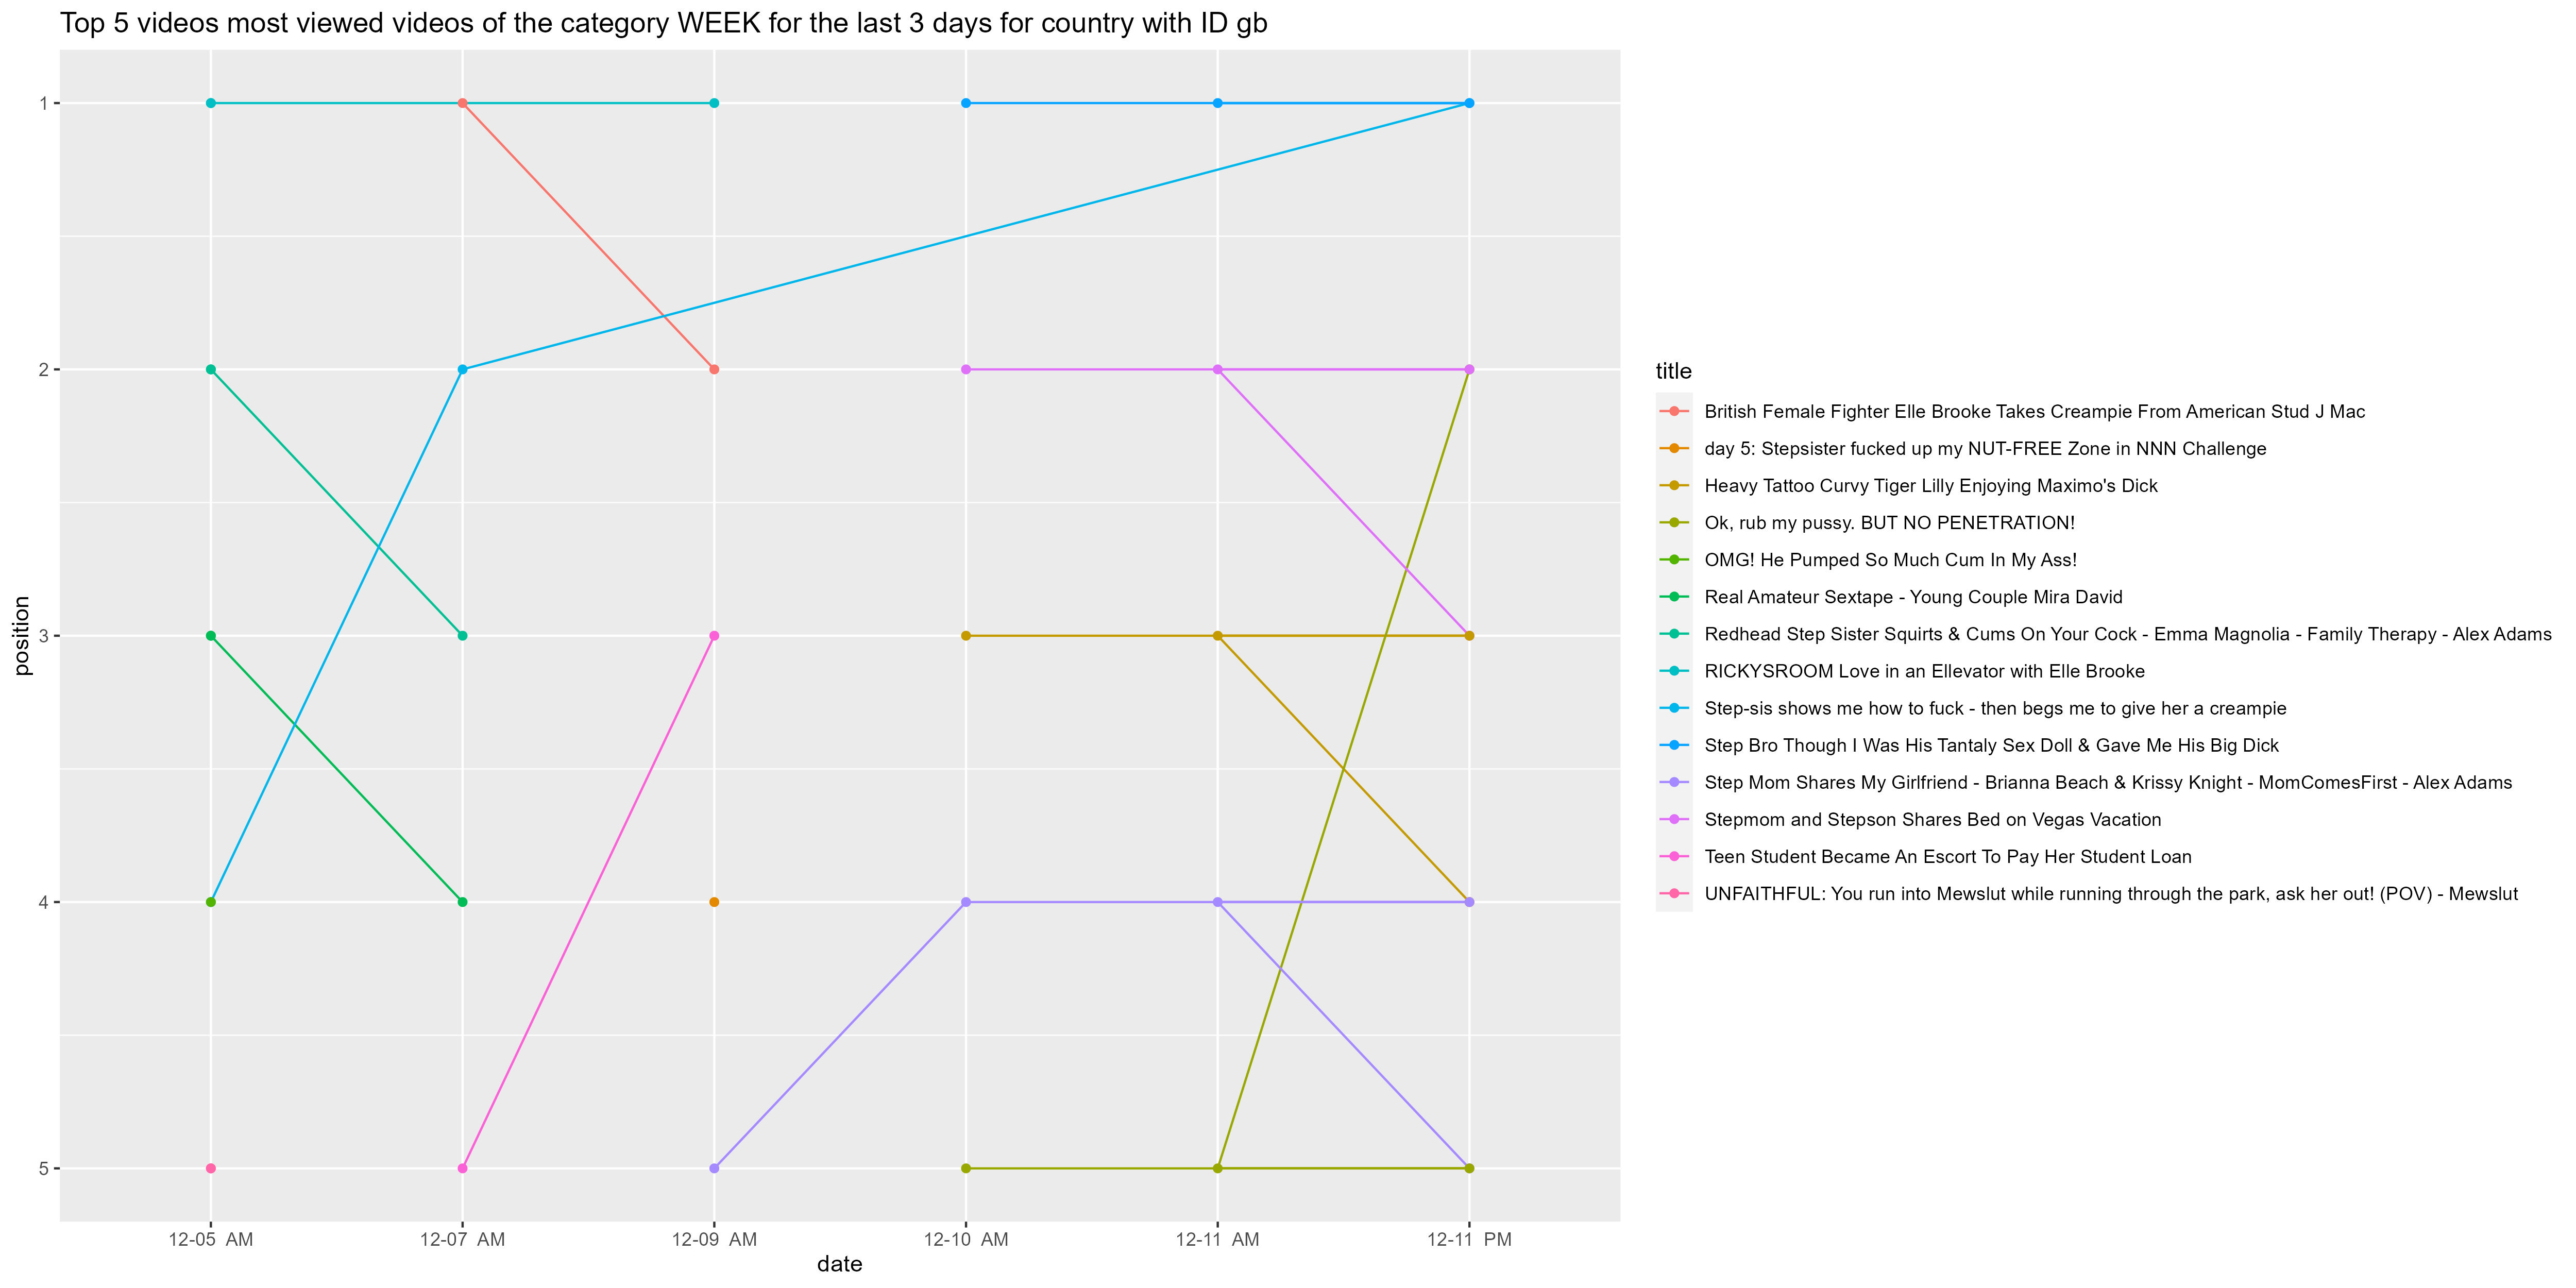 Top 5 videos most viewed videos of the category WEEK for the last 3 days for country with ID gb
1
2
3
4
5
position
12-05 AM
12-07 AM
12-09 AM
12-10 AM
12-11 AM
12-11 PM
date
title
British Female Fighter Elle Brooke Takes Creampie From American Stud J Mac
day 5: Stepsister fucked up my NUT-FREE Zone in NNN Challenge
Heavy Tattoo Curvy Tiger Lilly Enjoying Maximo's Dick
Ok, rub my pussy. BUT NO PENETRATION!
OMG! He Pumped So Much Cum In My Ass!
Real Amateur Sextape - Young Couple Mira David
Redhead Step Sister Squirts & Cums On Your Cock - Emma Magnolia - Family Therapy - Alex Adams
RICKYSROOM Love in an Ellevator with Elle Brooke
Step-sis shows me how to fuck - then begs me to give her a creampie
Step Bro Though I Was His Tantaly Sex Doll & Gave Me His Big Dick
Step Mom Shares My Girlfriend - Brianna Beach & Krissy Knight - MomComesFirst - Alex Adams
Stepmom and Stepson Shares Bed on Vegas Vacation
Teen Student Became An Escort To Pay Her Student Loan
UNFAITHFUL: You run into Mewslut while running through the park, ask her out! (POV) - Mewslut